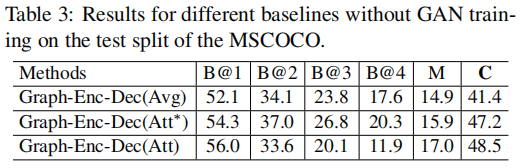 Table 3: Results for different baselines without GAN train-
ing on the test split of the MSCOCO.
Methods B@1 B@2 B@3 B@4 M C
Graph-Enc-Dec(Avg) 52.1 34.1 23.8 17.6 14.9 41.4
Graph-Enc-Dec(Att*) 54.3 37.0 26.8 20.3 15.9 47.2
Graph-Enc-Dec(Att) 56.0 33.6 20.1 11.9 17.0 48.5